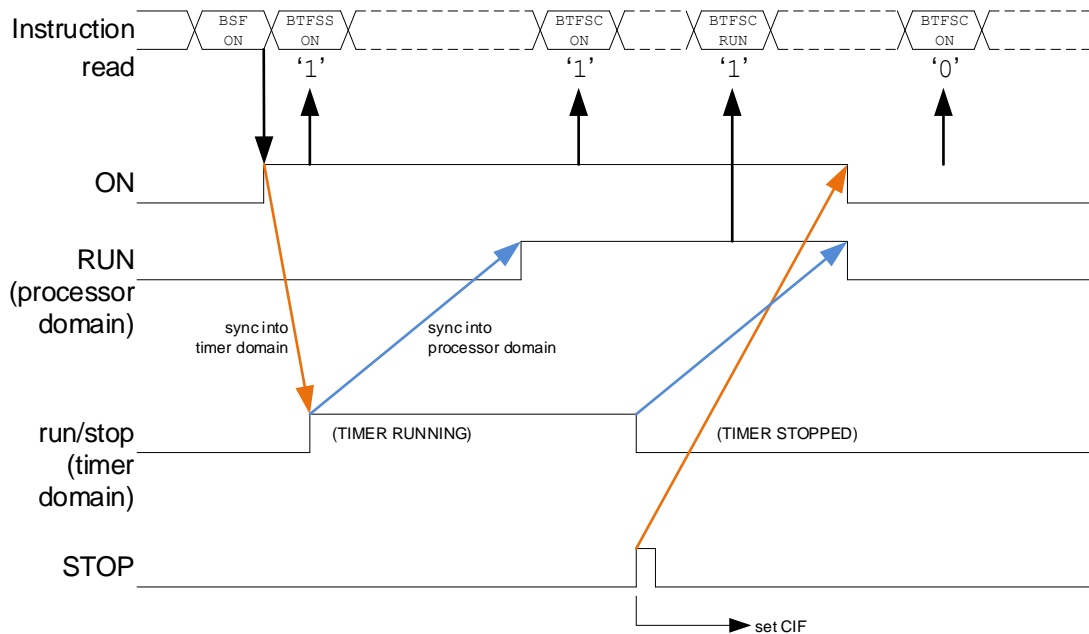 Instruction
BSF
ON
BTFSS
ON
BTFSC
ON
BTFSC
RUN
BTFSC
ON
read
‘1’
‘1’
‘1’
‘0’
ON
RUN
(processor
domain)
sync into
timer domain
sync into
processor domain
run/stop
(timer
domain)
(TIMER RUNNING)
(TIMER STOPPED)
STOP
set CIF